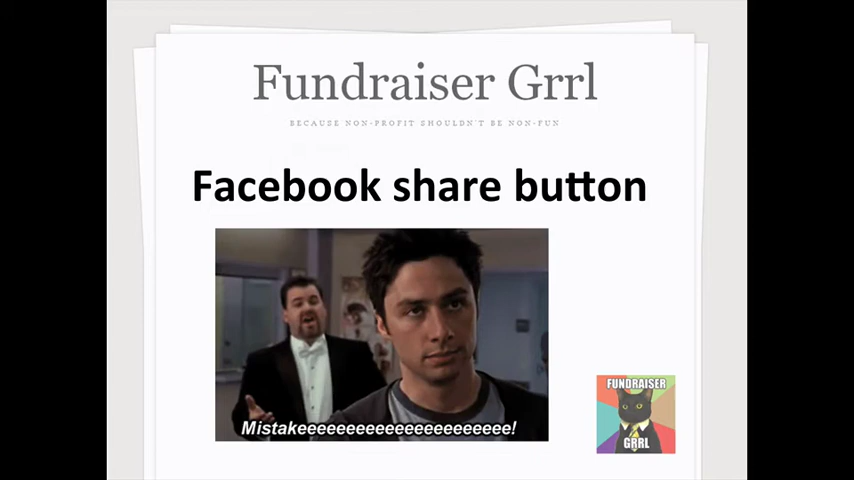 Fundraiser Grrl
BECAUSE NON-PROFIT SHOULDN'T BE NON-FUN
Facebook share button
Mistakeeeeeeeeeeeeeeeeeeeeee!
FUNDRAISER
GRRL